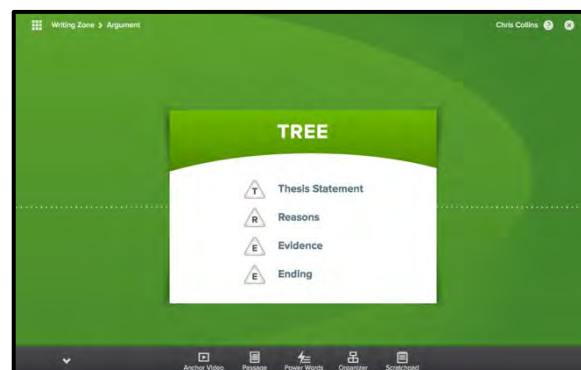 Writing Zone > Argument
Chris Collins ?
TREE
T Thesis Statement
R Reasons
E Evidence
E Ending
Anchor Video Passage Power Words Organizer Scratchpad